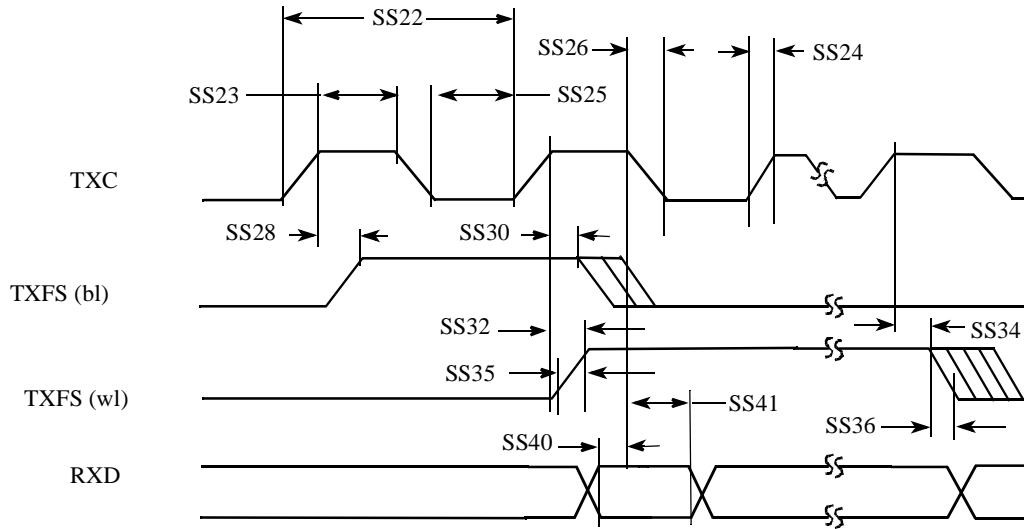 SS22
SS26
SS24
SS23
SS25
TXC
SS28
SS30
TXFS (bl)
SS32
SS34
SS35
TXFS (wl)
SS41
SS36
SS40
RXD